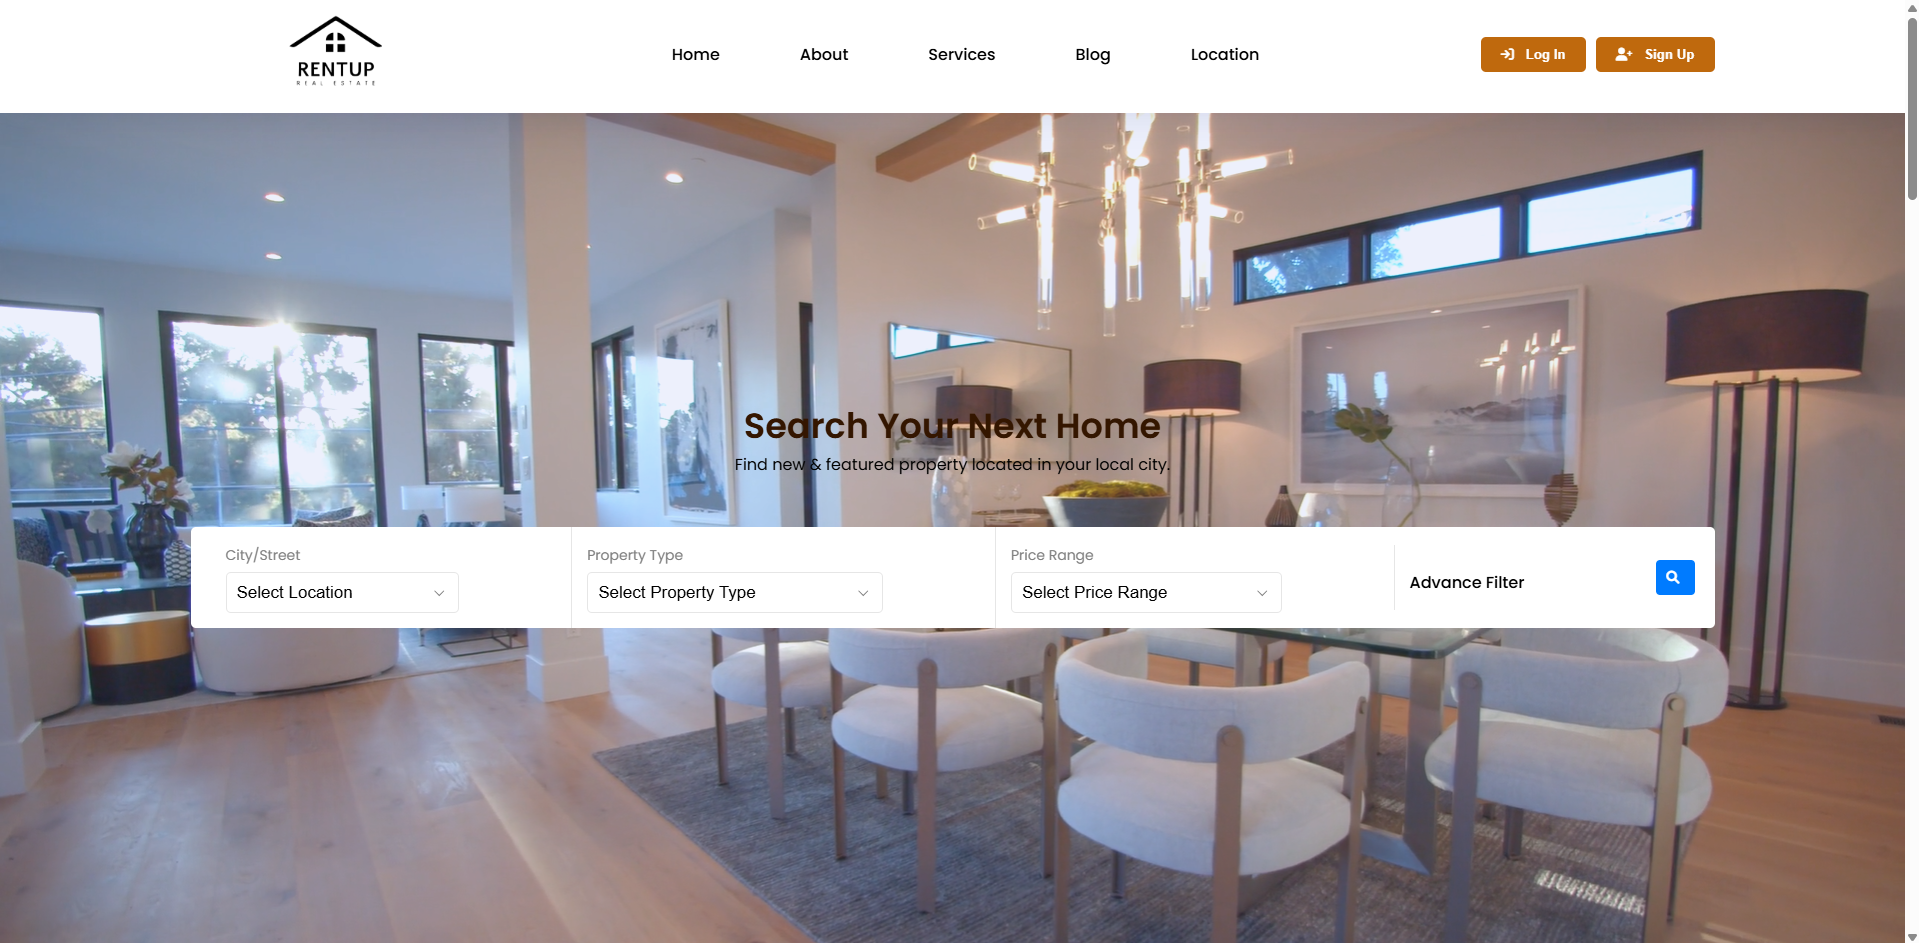 RENTUP
REAL ESTATE
Home
About
Services
Blog
Location
Log In
Sign Up
Search Your Next Home
Find new & featured property located in your local city.
City/Street
Select Location
Property Type
Select Property Type
Price Range
Select Price Range
Advance Filter